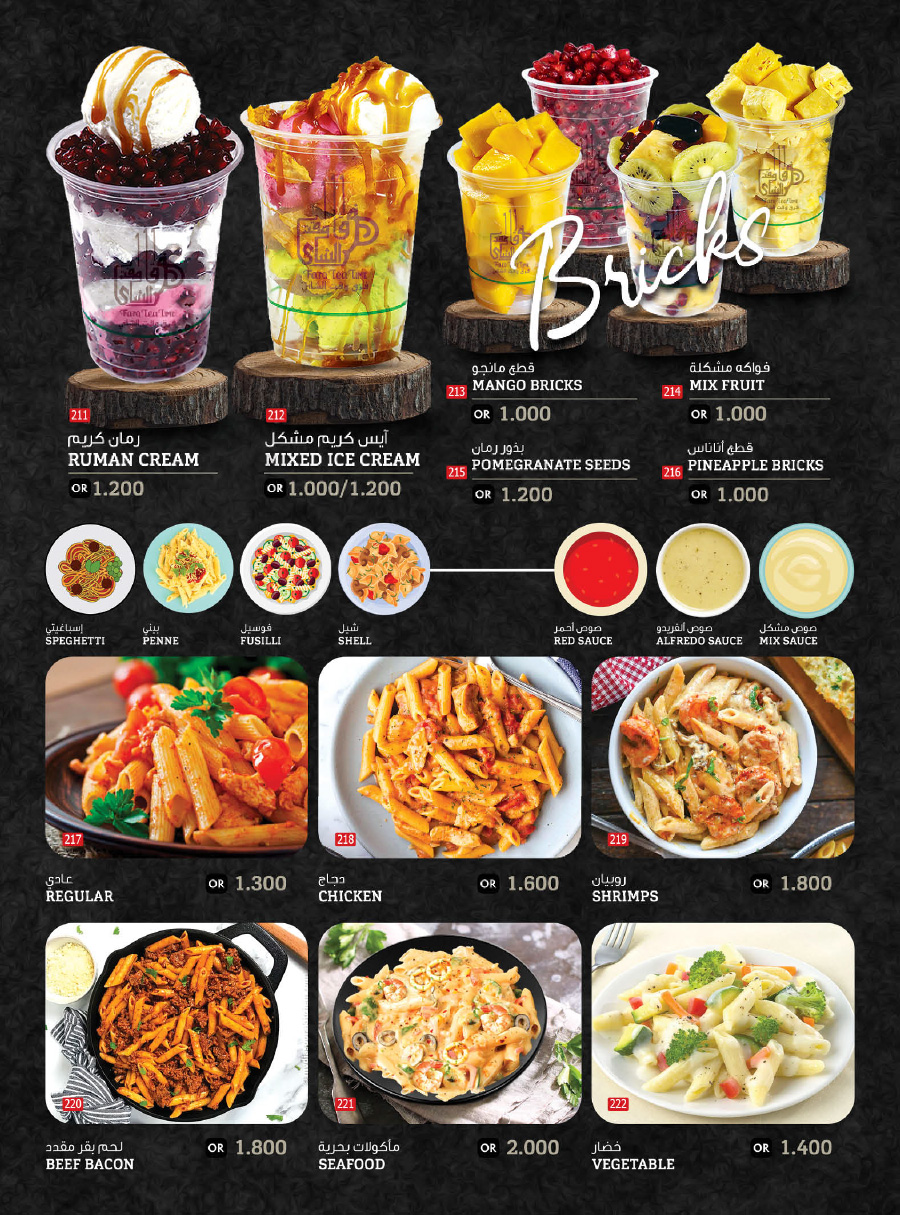 Bricks
211
رمان كريم
RUMAN CREAM
OR 1.200
212
آيس كريم مشكل
MIXED ICE CREAM
OR 1.000/1.200
قطع مانجو
213 MANGO BRICKS
OR 1.000
فواكه مشكلة
214 MIX FRUIT
OR 1.000
بذور رمان
215 POMEGRANATE SEEDS
OR 1.200
قطع أناناس
216 PINEAPPLE BRICKS
OR 1.000
إسباغيتي
SPEGHETTI
بيني
PENNE
فوسيل
FUSILLI
شيل
SHELL
صوص أحمر
RED SAUCE
صوص ألفريدو
ALFREDO SAUCE
صوص مشكل
MIX SAUCE
217
عادي
REGULAR
OR 1.300
218
دجاج
CHICKEN
OR 1.600
219
روبيان
SHRIMPS
OR 1.800
220
لحم بقر مقدد
BEEF BACON
OR 1.800
221
مأكولات بحرية
SEAFOOD
OR 2.000
222
خضار
VEGETABLE
OR 1.400